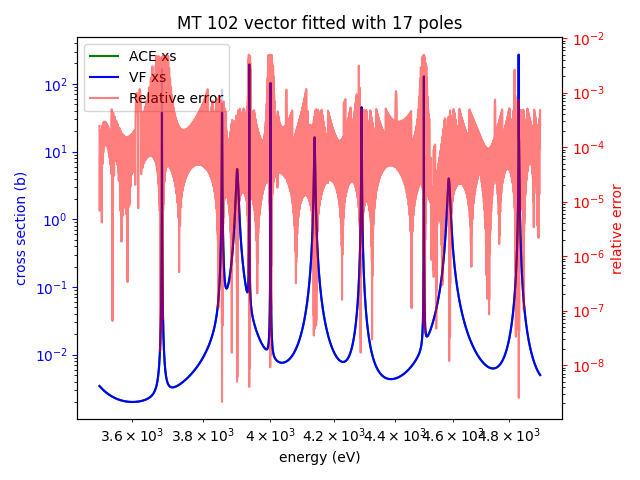 MT 102 vector fitted with 17 poles
ACE xs
VF xs
Relative error
10²
10¹
10⁰
10⁻¹
10⁻²
cross section (b)
10⁻²
10⁻³
10⁻⁴
10⁻⁵
10⁻⁶
10⁻⁷
10⁻⁸
relative error
3.6 × 10³ 3.8 × 10³ 4 × 10³ 4.2 × 10³ 4.4 × 10³ 4.6 × 10³ 4.8 × 10³
energy (eV)